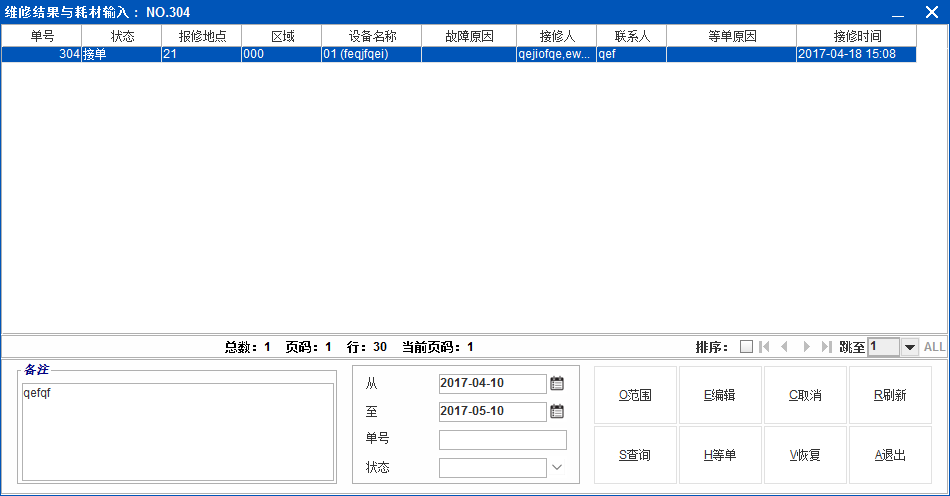 维修结果与耗材输入： NO.304
单号 状态 报修地点 区域 设备名称 故障原因 接修人 联系人 等单原因 接修时间
304 接单 21 000 01 (feqjfqei) qejiofqe,ew... qef 2017-04-18 15:08
总数：1 页码：1 行：30 当前页码：1 排序： 跳至 1 ALL
备注
qefqf
从 2017-04-10
至 2017-05-10
单号
状态
O范围 E编辑 C取消 R刷新
S查询 H等单 V恢复 A退出